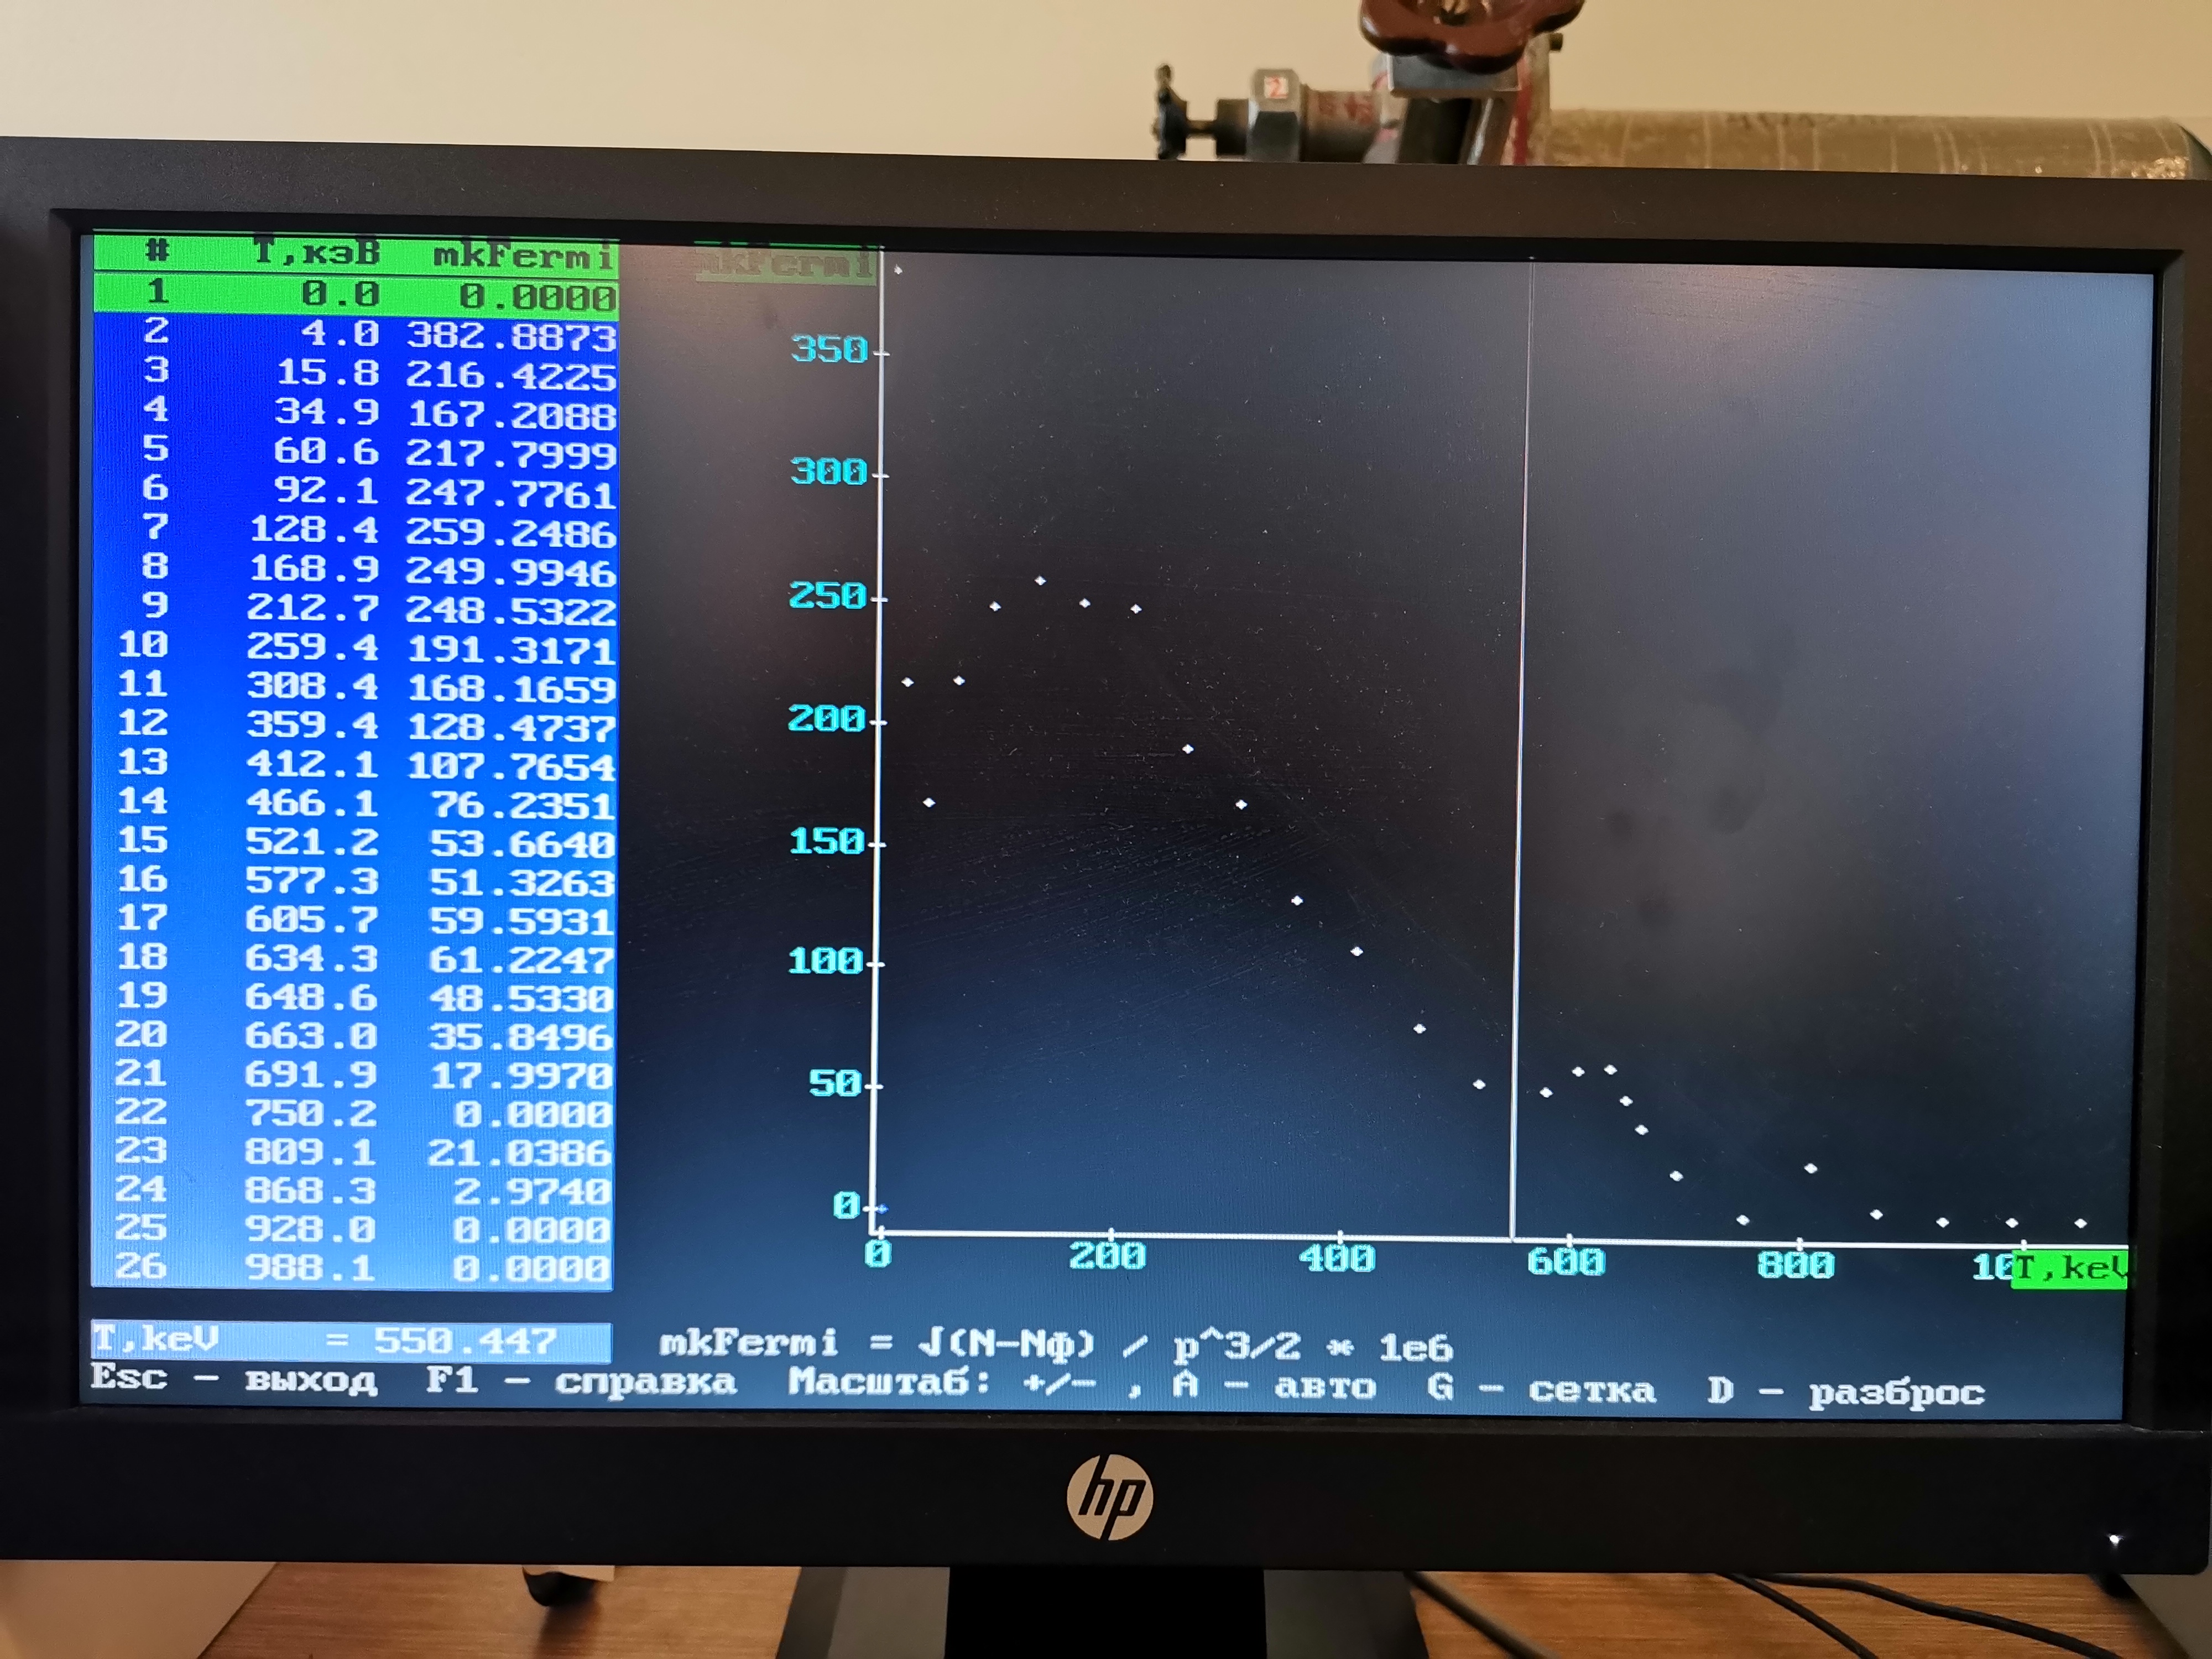 2
# T,кэВ mkFermi
1 0.0 0.0000
2 4.0 382.8873
3 15.8 216.4225
4 34.9 167.2088
5 60.6 217.7999
6 92.1 247.7761
7 128.4 259.2486
8 168.9 249.9946
9 212.7 248.5322
10 259.4 191.3171
11 308.4 168.1659
12 359.4 128.4737
13 412.1 107.7654
14 466.1 76.2351
15 521.2 53.6640
16 577.3 51.3263
17 605.7 59.5931
18 634.3 61.2247
19 648.6 48.5330
20 663.0 35.8496
21 691.9 17.9970
22 750.2 0.0000
23 809.1 21.0386
24 868.3 2.9740
25 928.0 0.0000
26 988.1 0.0000
mkFermi
350
300
250
200
150
100
50
0
0 200 400 600 800 10 T,keV
T,keV = 550.447 mkFermi = √(N-Nф) / p^3/2 * 1e6
Esc - выход F1 - справка Масштаб: +/- , A - авто G - сетка D - разброс
hp